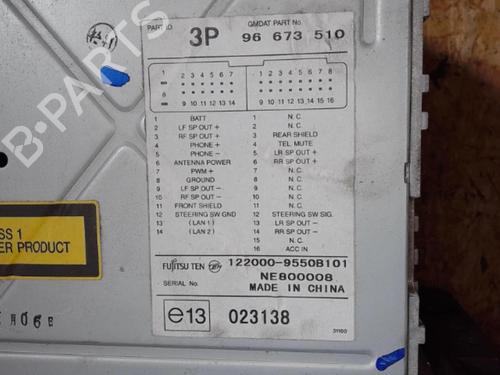 PART ID GMDAT PART No.
3P 96 673 510
1 2 3 4 5 6 7 1 2 3 4 5 6 7 8
8 9 10 11 12 13 14 9 10 11 12 13 14 15 16
1 BATT 1 N.C.
2 LF SP OUT + 2 N.C.
3 RF SP OUT + 3 REAR SHIELD
4 PHONE + 4 TEL. MUTE
5 PHONE - 5 LR SP OUT +
6 ANTENNA POWER 6 RR SP OUT +
7 PWM + 7 N.C.
8 GROUND 8 N.C.
9 LF SP OUT - 9 N.C.
10 RF SP OUT - 10 N.C.
11 FRONT SHIELD 11 N.C.
12 STEERING SW GND 12 STEERING SW SIG.
13 (LAN 1) 13 LR SP OUT -
14 (LAN 2) 14 RR SP OUT -
15 N.C.
16 ACC IN
FUJITSU TEN 122000-9550B101
SERIAL No. NE800008
MADE IN CHINA
e13 023138
31160
SS 1
ER PRODUCT
B-PARTS